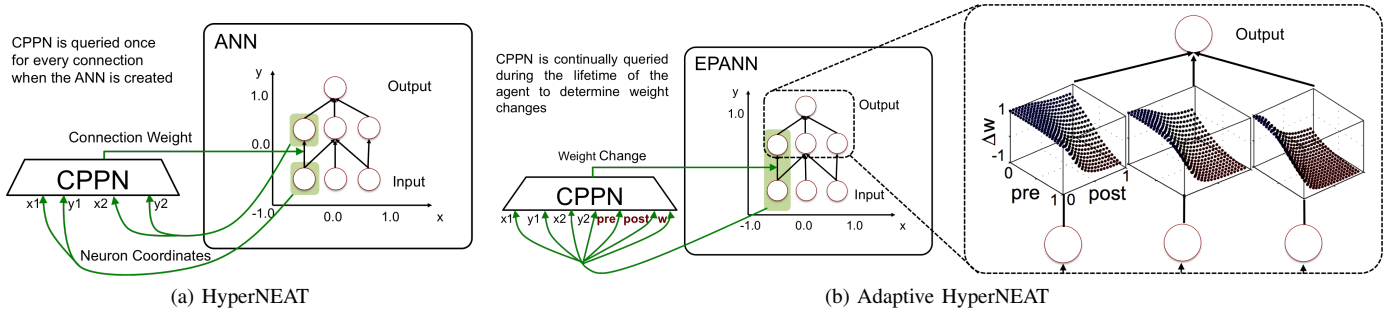 CPPN is queried once
for every connection
when the ANN is created
ANN
y
1.0
Output
0.0
Input
-1.0
0.0
1.0
x
Connection Weight
CPPN
x1
y1
x2
y2
Neuron Coordinates
(a) HyperNEAT
CPPN is continually queried
during the lifetime of the
agent to determine weight
changes
EPANN
y
1.0
Output
Input
-1.0
0.0
1.0
x
Weight Change
CPPN
x1
y1
x2
y2
pre
post
w
Output
1
Δw
-1
0
pre
1
0
post
1
(b) Adaptive HyperNEAT